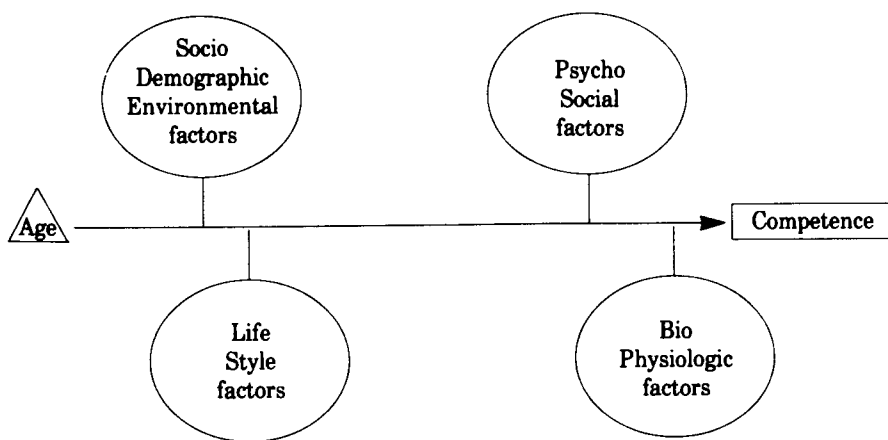 Socio
Demographic
Environmental
factors
Psycho
Social
factors
Age
Competence
Life
Style
factors
Bio
Physiologic
factors